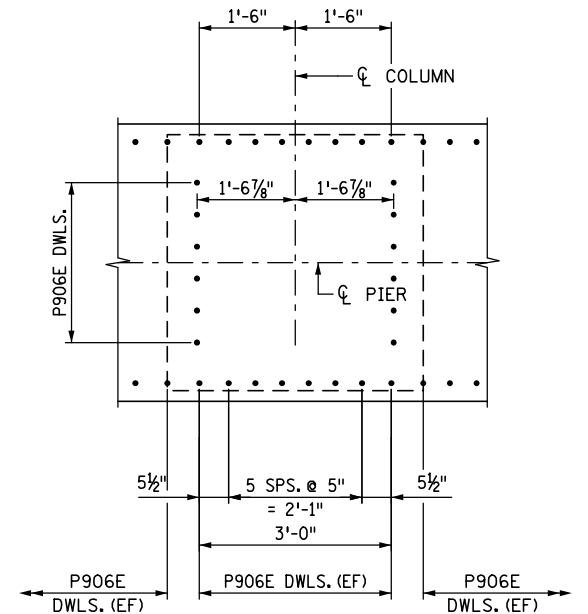 1'-6" 1'-6"
℄ COLUMN
1'-6⅞" 1'-6⅞"
P906E DWLS.
℄ PIER
5½" 5 SPS. @ 5" 5½"
= 2'-1"
3'-0"
P906E P906E DWLS. (EF) P906E
DWLS. (EF) DWLS. (EF)